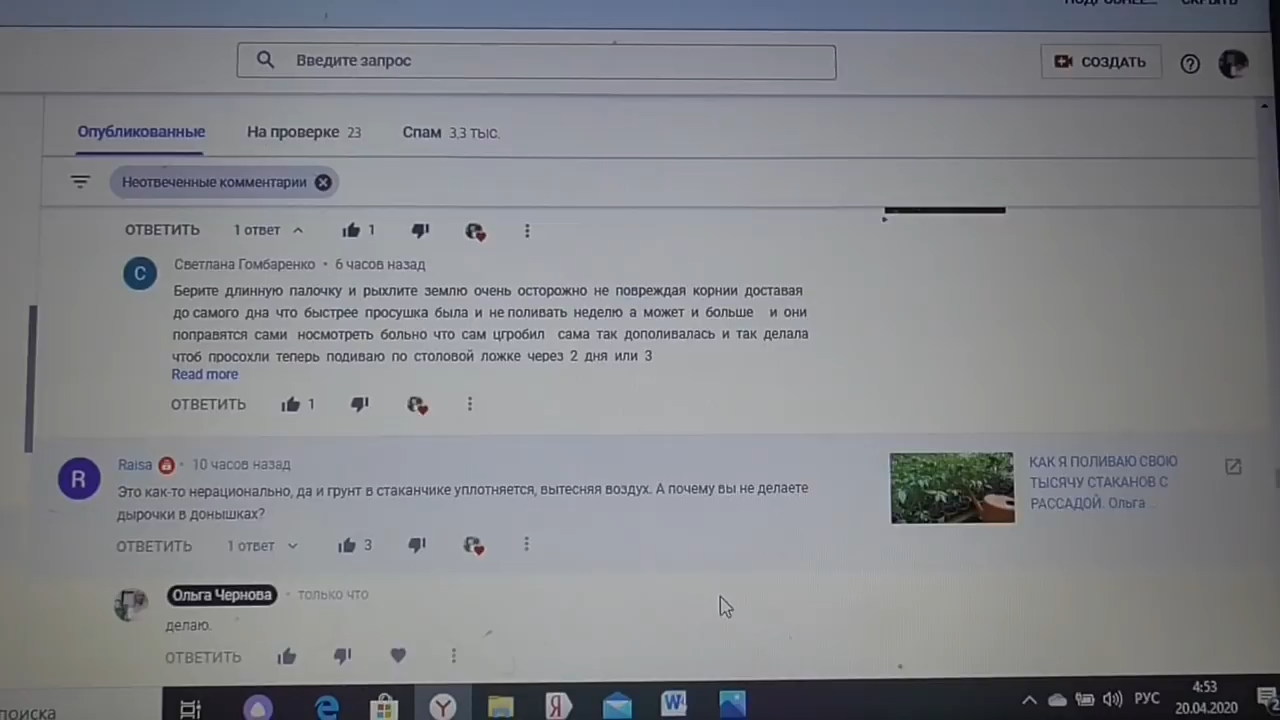 ПОДРОБНЕЕ... СКРЫТЬ
Введите запрос
СОЗДАТЬ
Опубликованные На проверке 23 Спам 3,3 тыс.
Неотвеченные комментарии
ОТВЕТИТЬ 1 ответ 1
С
Светлана Гомбаренко • 6 часов назад
Берите длинную палочку и рыхлите землю очень осторожно не повреждая корнии доставая
до самого дна что быстрее просушка была и не поливать неделю а может и больше и они
поправятся сами носмотреть больно что сам цгробил сама так дополивалась и так делала
чтоб просохли теперь подиваю по столовой ложке через 2 дня или 3
Read more
ОТВЕТИТЬ 1
R
Raisa • 10 часов назад
Это как-то нерационально, да и грунт в стаканчике уплотняется, вытесняя воздух. А почему вы не делаете
дырочки в донышках?
ОТВЕТИТЬ 1 ответ 3
КАК Я ПОЛИВАЮ СВОЮ
ТЫСЯЧУ СТАКАНОВ С
РАССАДОЙ. Ольга ...
Ольга Чернова • только что
делаю.
ОТВЕТИТЬ
поиска
РУС
4:53
20.04.2020